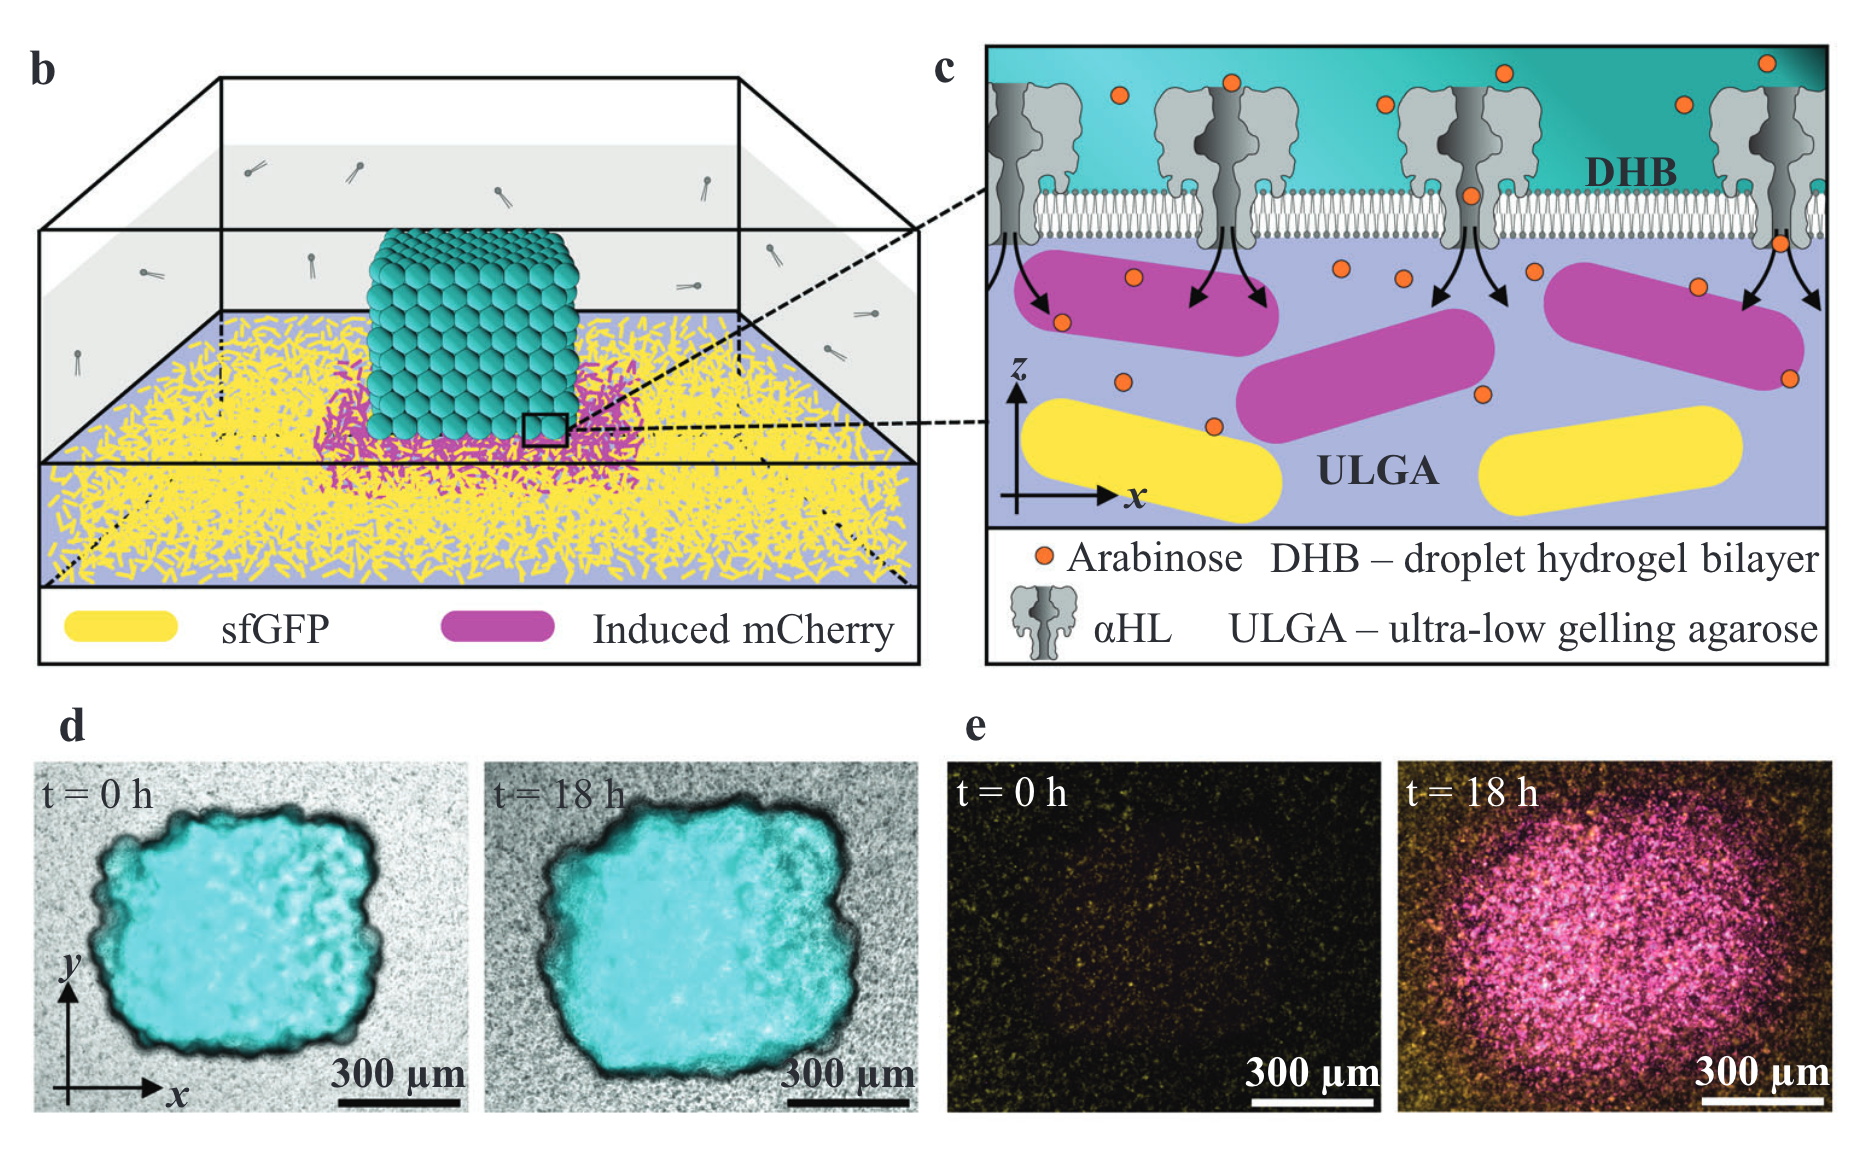 b
sfGFP Induced mCherry
c
DHB
z
x
ULGA
Arabinose DHB – droplet hydrogel bilayer
αHL ULGA – ultra-low gelling agarose
d
t = 0 h
y
x
300 µm
t = 18 h
300 µm
e
t = 0 h
300 µm
t = 18 h
300 µm